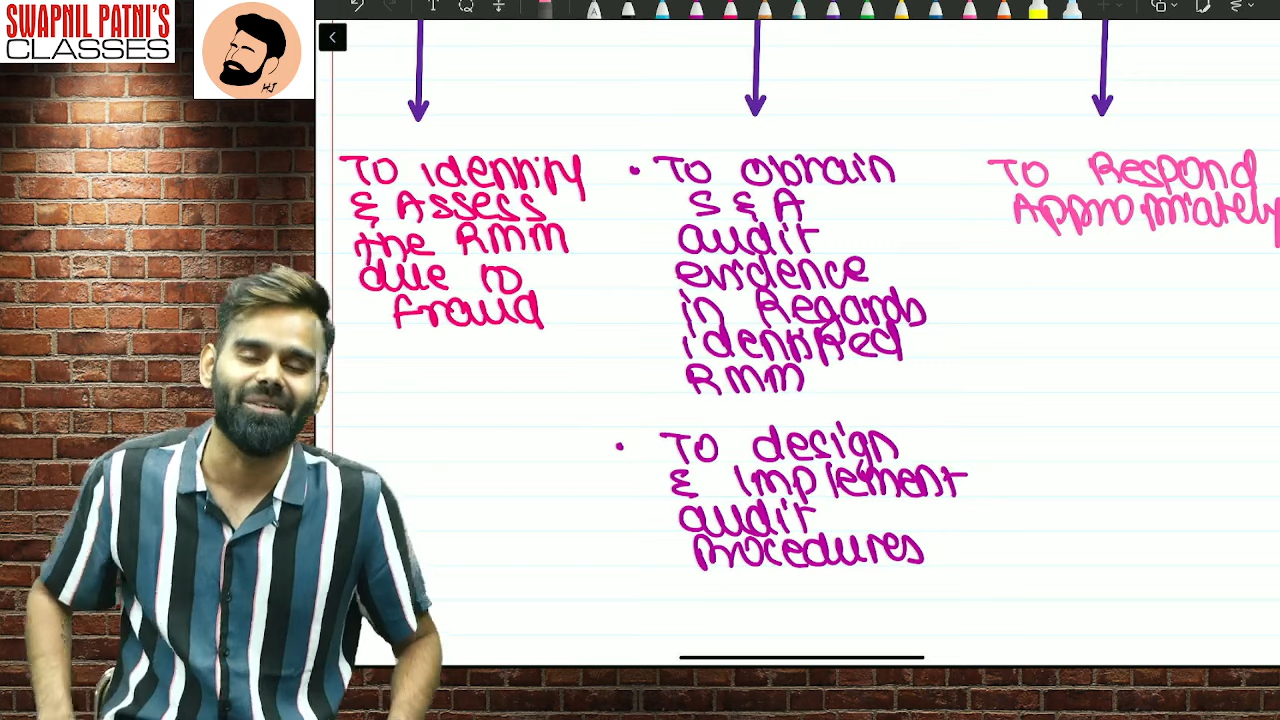 SWAPNIL PATNI'S
CLASSES
HJ
To identify
& Assess
the RMM
due to
fraud
• To obtain
S & A
audit
evidence
in Regards
identified
RMM
• To design
& implement
audit
Procedures
To Respond
Appropriately